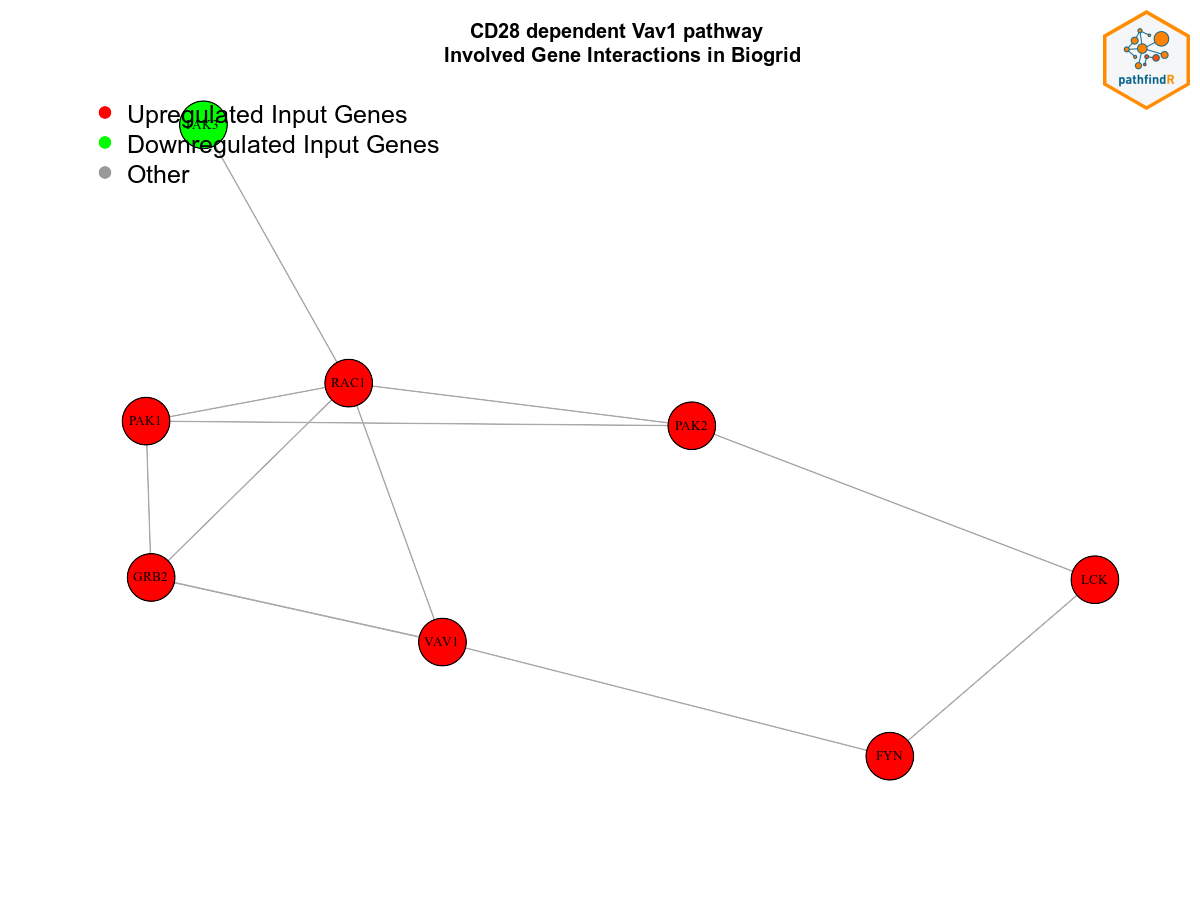 CD28 dependent Vav1 pathway
Involved Gene Interactions in Biogrid
pathfindR
Upregulated Input Genes
PAK3
Downregulated Input Genes
Other
RAC1
PAK1
PAK2
GRB2
LCK
VAV1
FYN